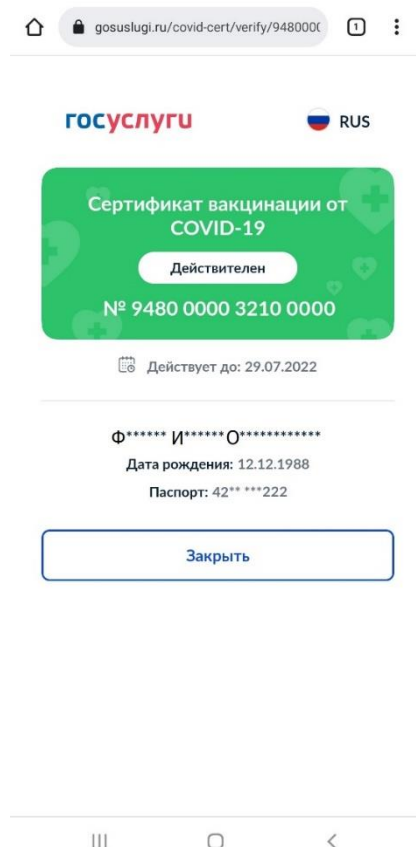 gosuslugi.ru/covid-cert/verify/9480000( 1
госуслуги RUS
Сертификат вакцинации от
COVID-19
Действителен
№ 9480 0000 3210 0000
Действует до: 29.07.2022
Ф****** И****** О************
Дата рождения: 12.12.1988
Паспорт: 42** ***222
Закрыть